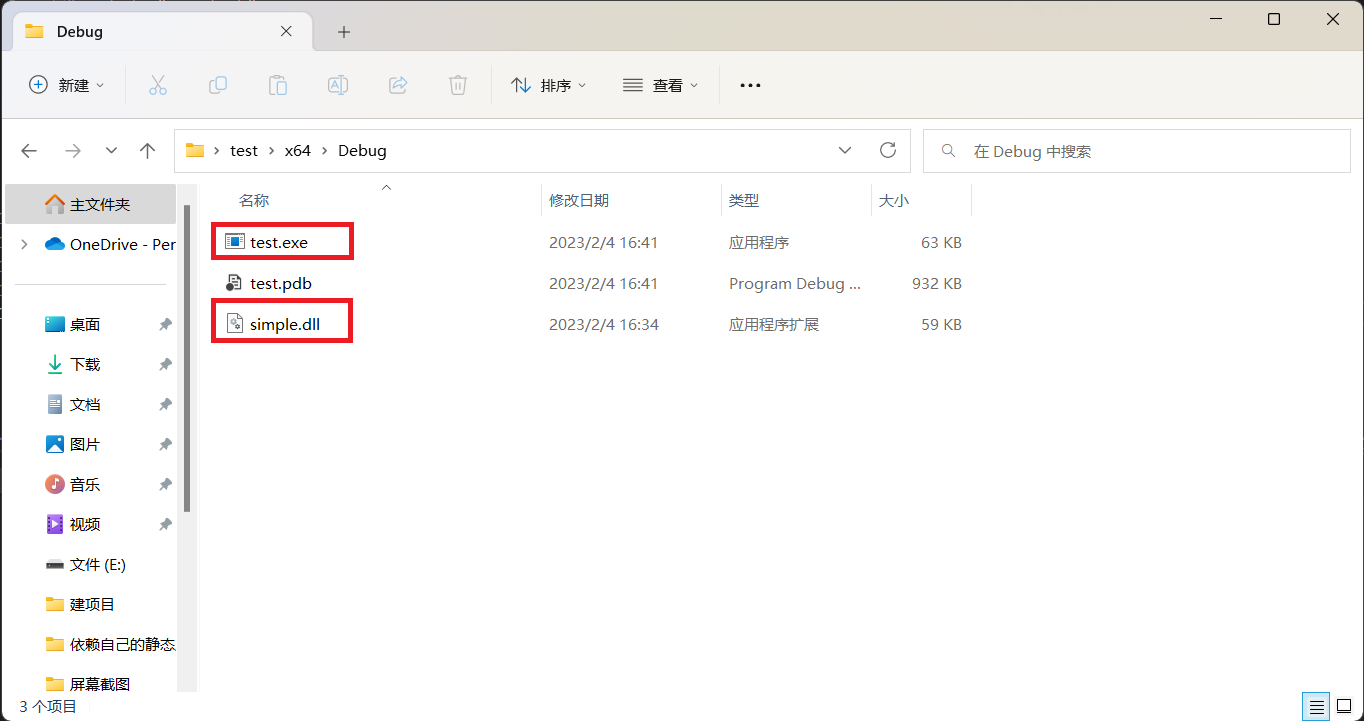 Debug
新建
排序
查看
test
x64
Debug
在 Debug 中搜索
名称
修改日期
类型
大小
test.exe
2023/2/4 16:41
应用程序
63 KB
test.pdb
2023/2/4 16:41
Program Debug ...
932 KB
simple.dll
2023/2/4 16:34
应用程序扩展
59 KB
主文件夹
OneDrive - Per
桌面
下载
文档
图片
音乐
视频
文件 (E:)
建项目
依赖自己的静态
屏幕截图
3 个项目